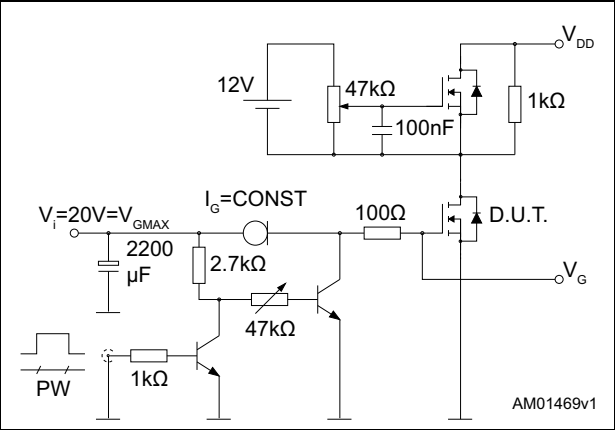 V DD
12V
47kΩ
1kΩ
100nF
I G =CONST
100Ω
D.U.T.
V i =20V=V GMAX
2200
μF
2.7kΩ
V G
47kΩ
1kΩ
PW
AM01469v1